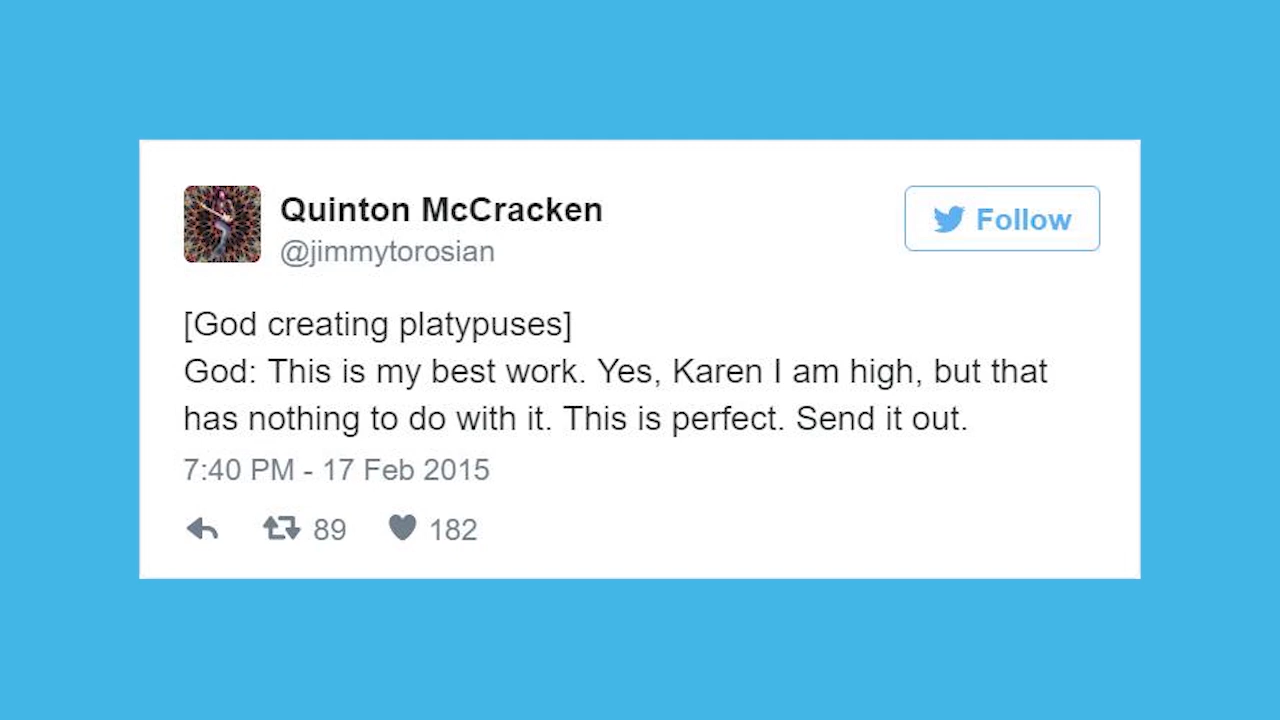 Quinton McCracken
@jimmytorosian
Follow
[God creating platypuses]
God: This is my best work. Yes, Karen I am high, but that
has nothing to do with it. This is perfect. Send it out.
7:40 PM - 17 Feb 2015
89 182